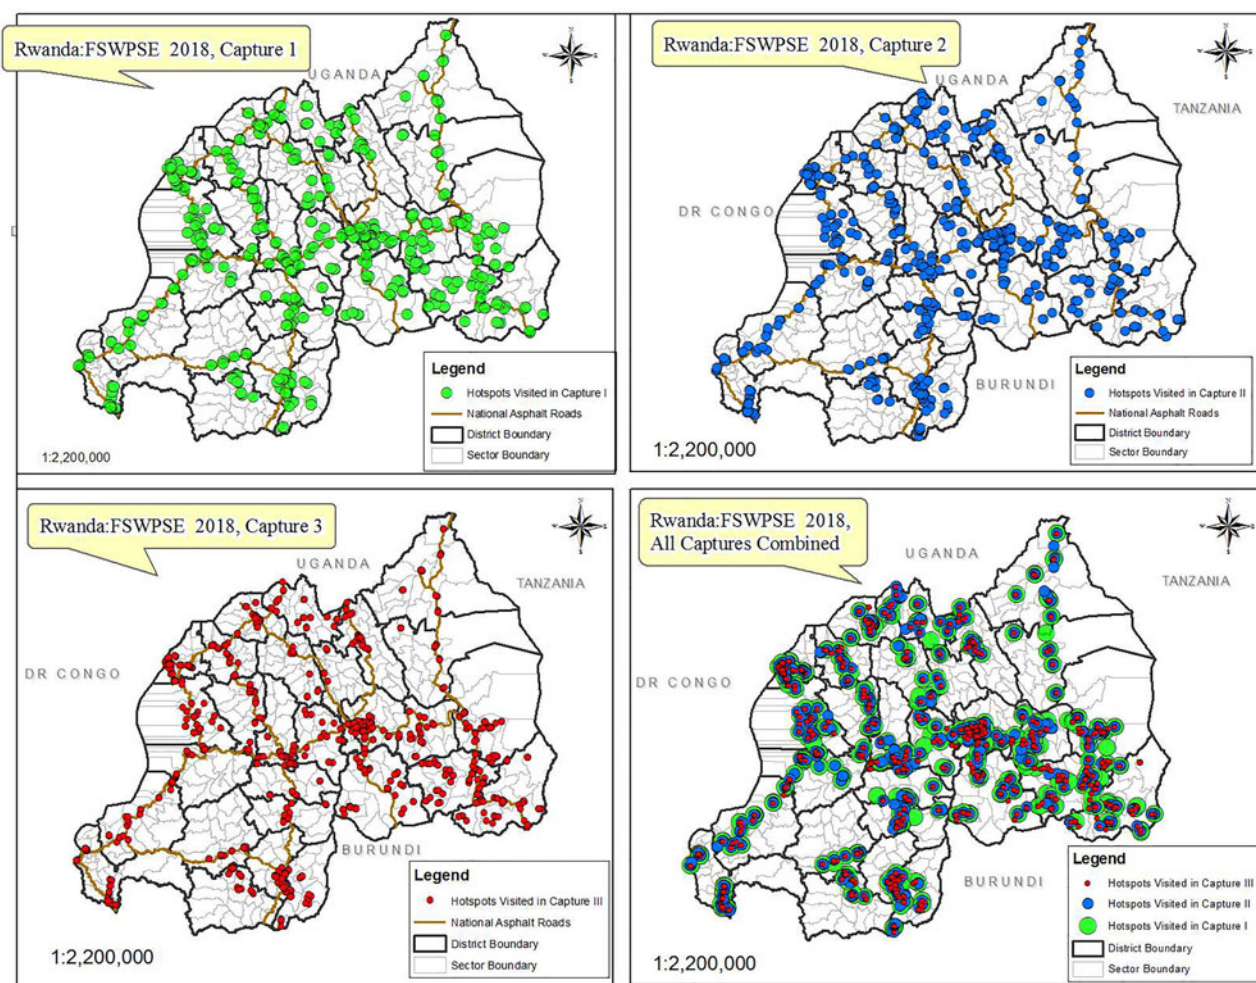 Rwanda:FSWPSE 2018, Capture 1
UGANDA
Legend
Hotspots Visited in Capture I
National Asphalt Roads
District Boundary
Sector Boundary
1:2,200,000
Rwanda:FSWPSE 2018, Capture 2
UGANDA
TANZANIA
DR CONGO
BURUNDI
Legend
Hotspots Visited in Capture II
National Asphalt Roads
District Boundary
Sector Boundary
1:2,200,000
Rwanda:FSWPSE 2018, Capture 3
UGANDA
TANZANIA
DR CONGO
BURUNDI
Legend
Hotspots Visited in Capture III
National Asphalt Roads
District Boundary
Sector Boundary
1:2,200,000
Rwanda:FSWPSE 2018,
All Captures Combined
UGANDA
TANZANIA
DR CONGO
BURUNDI
Legend
Hotspots Visited in Capture III
Hotspots Visited in Capture II
Hotspots Visited in Capture I
District Boundary
Sector Boundary
1:2,200,000